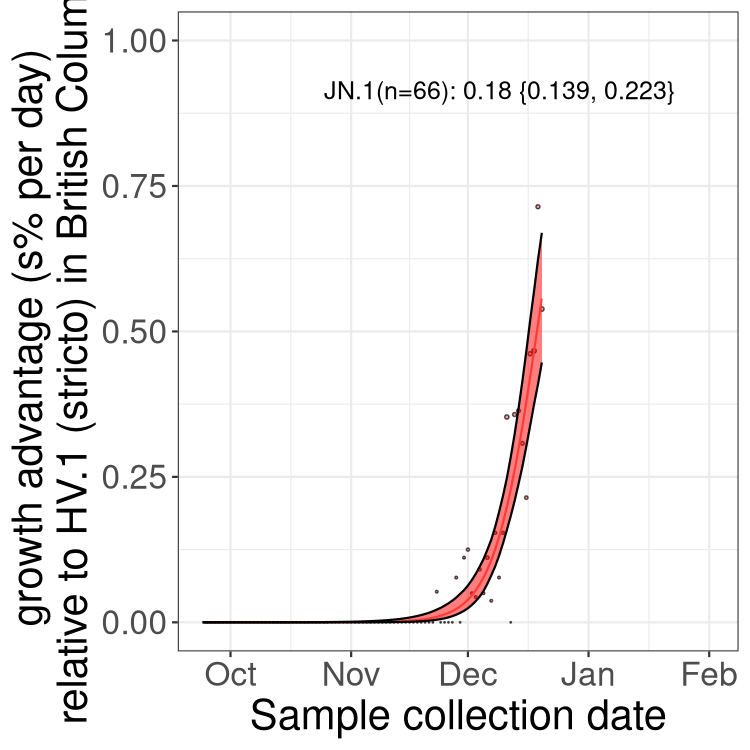 growth advantage (s% per day)
relative to HV.1 (stricto) in British Colum
1.00
0.75
0.50
0.25
0.00
JN.1(n=66): 0.18 {0.139, 0.223}
Oct Nov Dec Jan Feb
Sample collection date